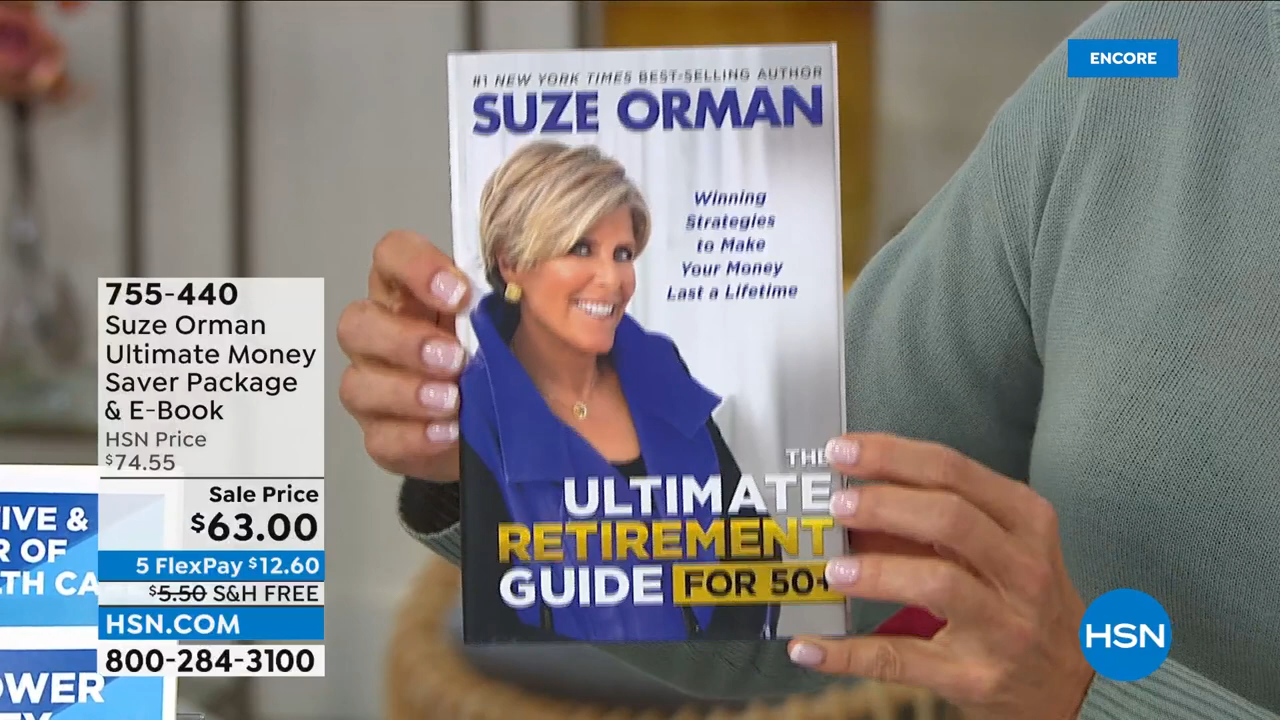 ENCORE
#1 NEW YORK TIMES BEST-SELLING AUTHOR
SUZE ORMAN
Winning
Strategies
to Make
Your Money
Last a Lifetime
THE
ULTIMATE
RETIREMENT
GUIDE FOR 50+
755-440
Suze Orman
Ultimate Money
Saver Package
& E-Book
HSN Price
$74.55
Sale Price
$63.00
5 FlexPay $12.60
$5.50 S&H FREE
HSN.COM
800-284-3100
HSN